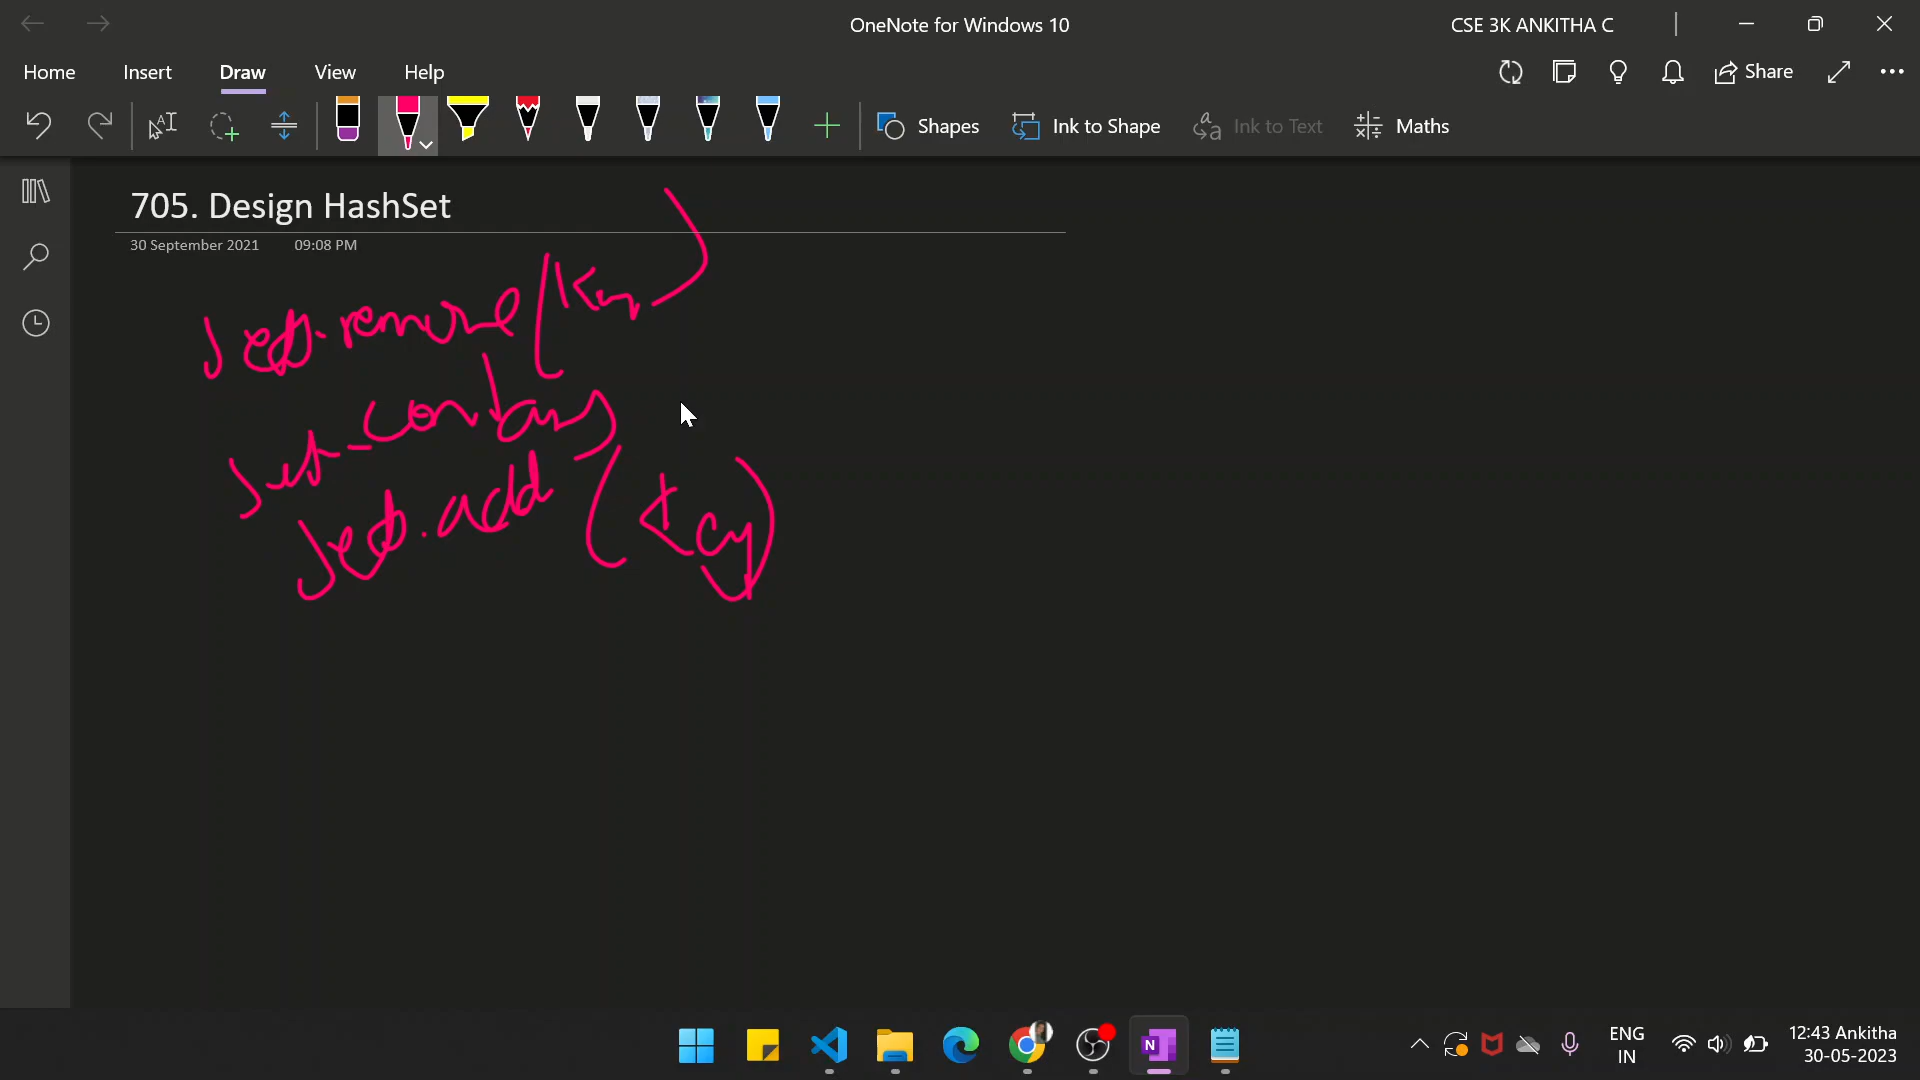 OneNote for Windows 10
CSE 3K ANKITHA C
Home Insert Draw View Help
Share
Shapes Ink to Shape Ink to Text Maths
705. Design HashSet
30 September 2021 09:08 PM
set.remove(key)
set.contains
set.add (key)
ENG
IN
12:43 Ankitha
30-05-2023